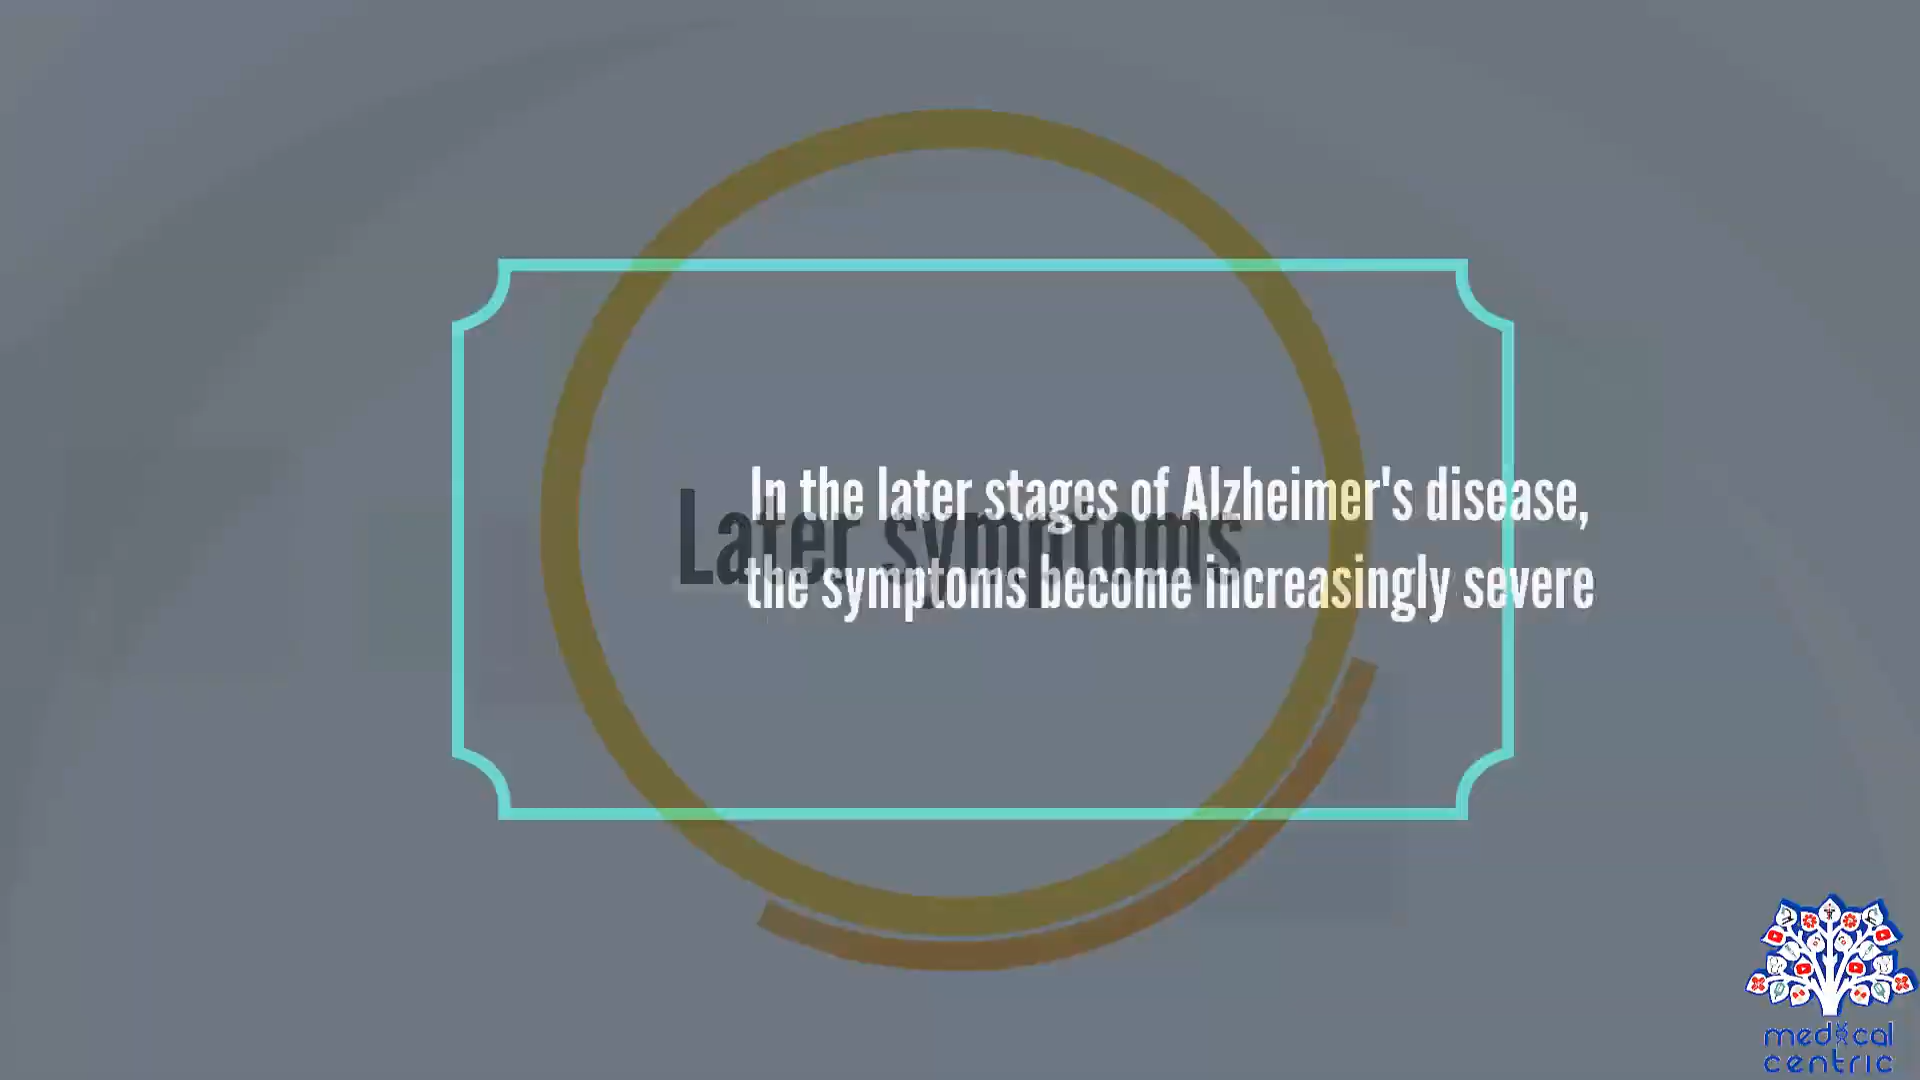 In the later stages of Alzheimer's disease,
the symptoms become increasingly severe
Later symptoms
medical
centric